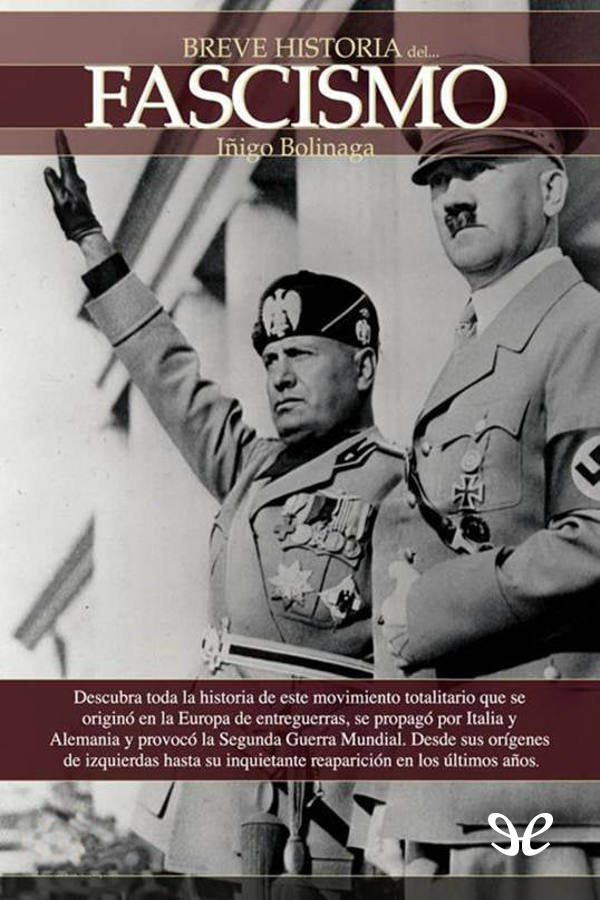 BREVE HISTORIA del...
FASCISMO
Iñigo Bolinaga
Descubra toda la historia de este movimiento totalitario que se
originó en la Europa de entreguerras, se propagó por Italia y
Alemania y provocó la Segunda Guerra Mundial. Desde sus orígenes
de izquierdas hasta su inquietante reaparición en los últimos años.